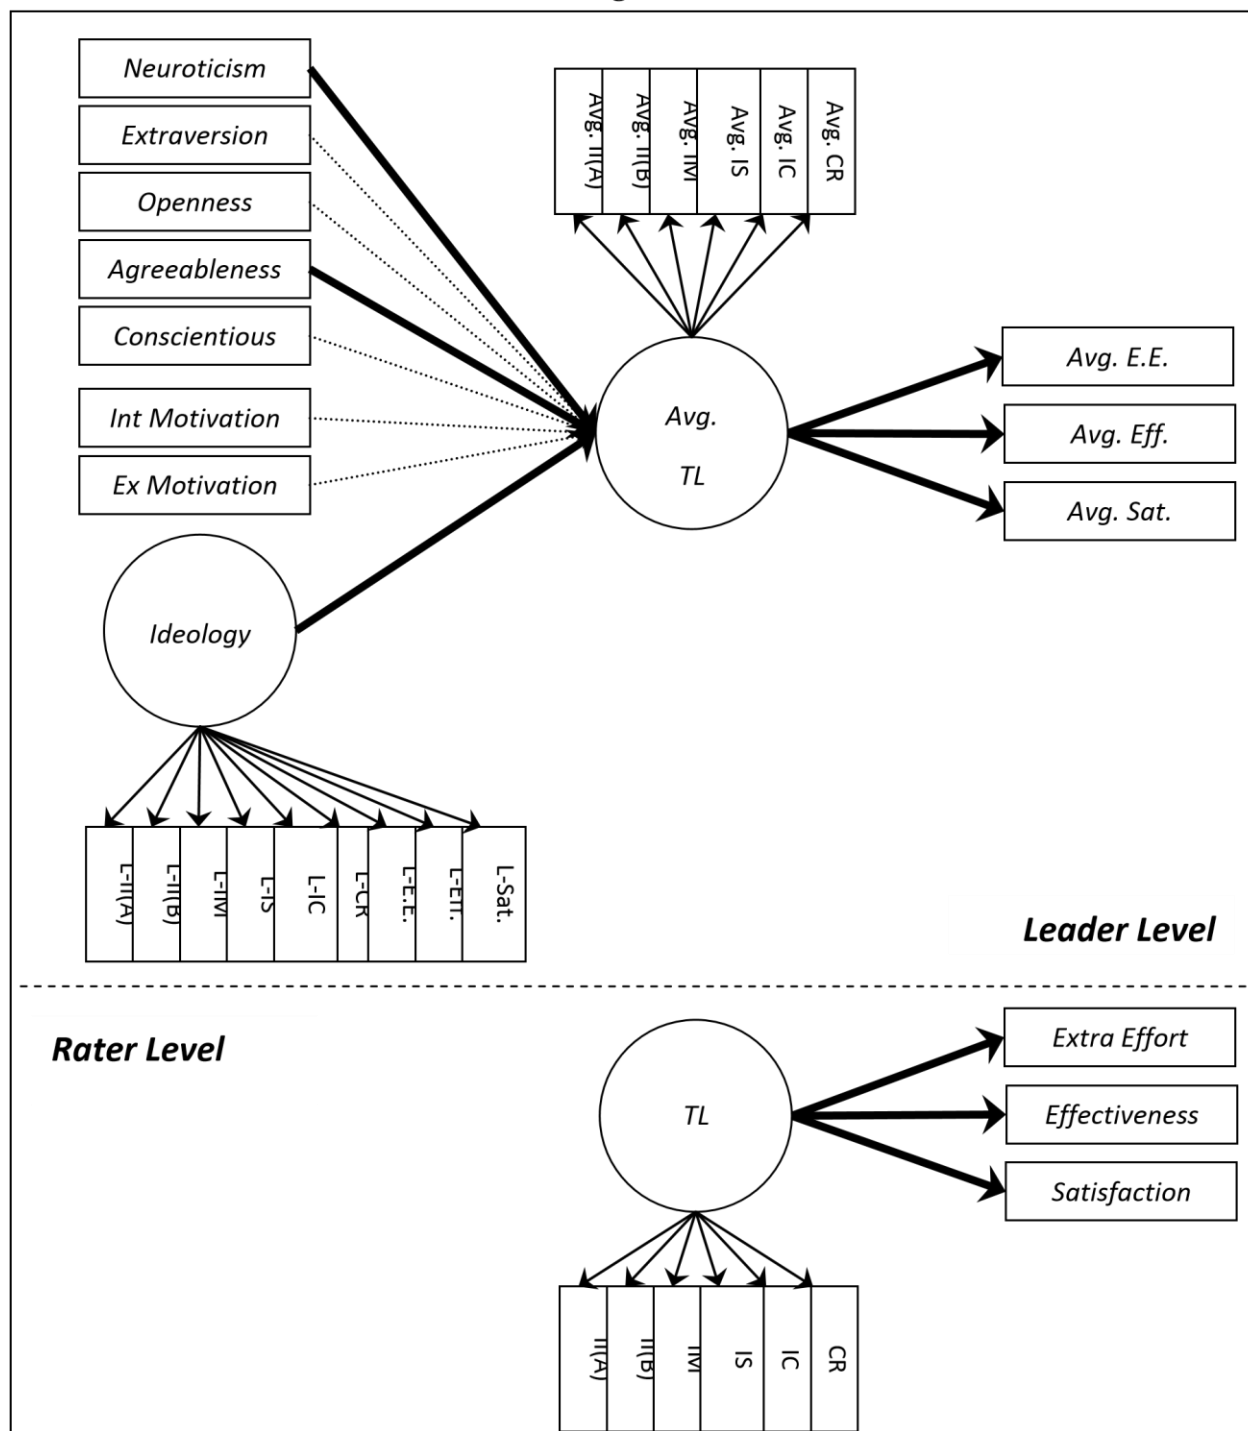 Neuroticism
Extraversion
Openness
Agreeableness
Conscientious
Int Motivation
Ex Motivation
Ideology
Avg. II(A)
Avg. II(B)
Avg. IM
Avg. IS
Avg. IC
Avg. CR
Avg.
TL
Avg. E.E.
Avg. Eff.
Avg. Sat.
L-II(A)
L-II(B)
L-IM
L-IS
L-IC
L-CR
L-E.E.
L-Eff.
L-Sat.
Leader Level
Rater Level
TL
Extra Effort
Effectiveness
Satisfaction
II(A)
II(B)
IM
IS
IC
CR